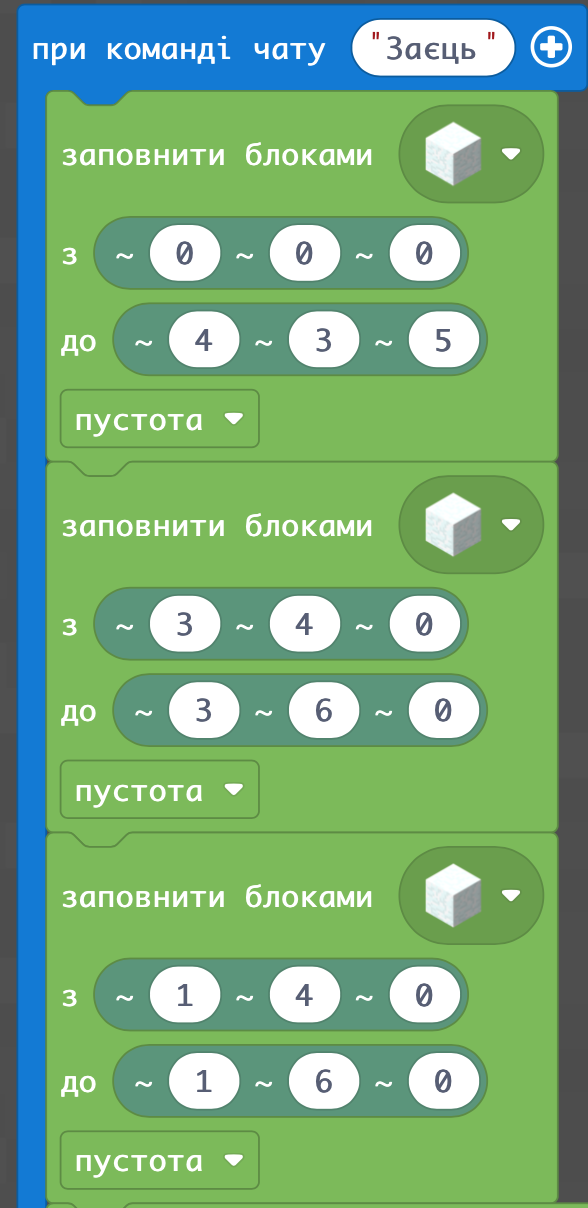 при команді чату "Заєць"
заповнити блоками
з ~ 0 ~ 0 ~ 0
до ~ 4 ~ 3 ~ 5
пустота
заповнити блоками
з ~ 3 ~ 4 ~ 0
до ~ 3 ~ 6 ~ 0
пустота
заповнити блоками
з ~ 1 ~ 4 ~ 0
до ~ 1 ~ 6 ~ 0
пустота